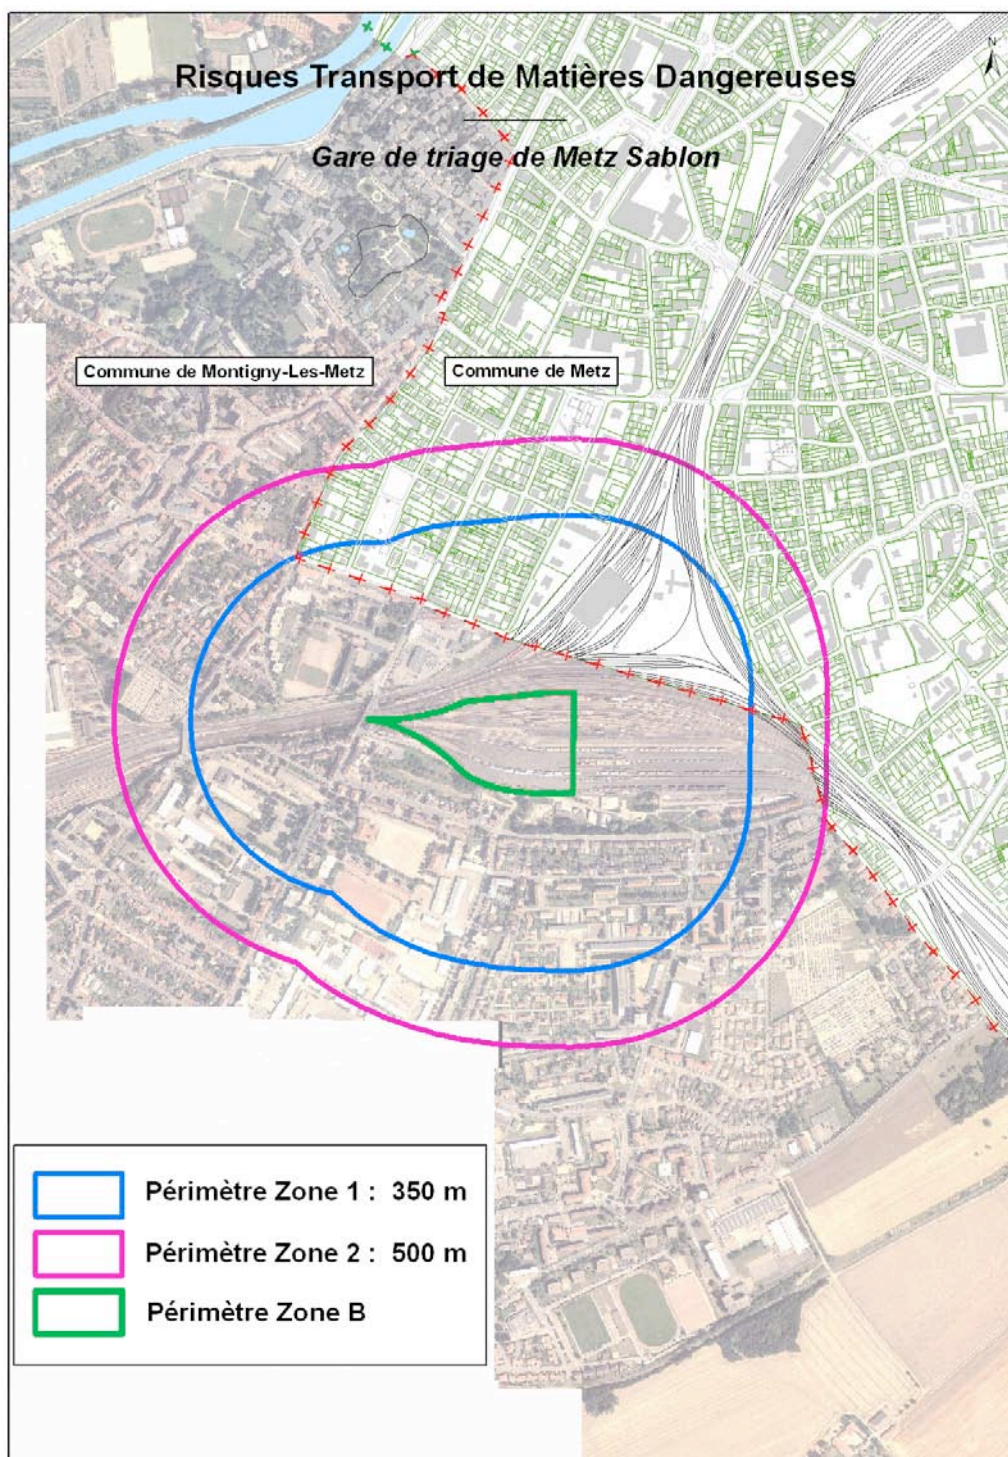 N
Risques Transport de Matières Dangereuses
Gare de triage de Metz Sablon
Commune de Montigny-Les-Metz
Commune de Metz
Périmètre Zone 1 : 350 m
Périmètre Zone 2 : 500 m
Périmètre Zone B